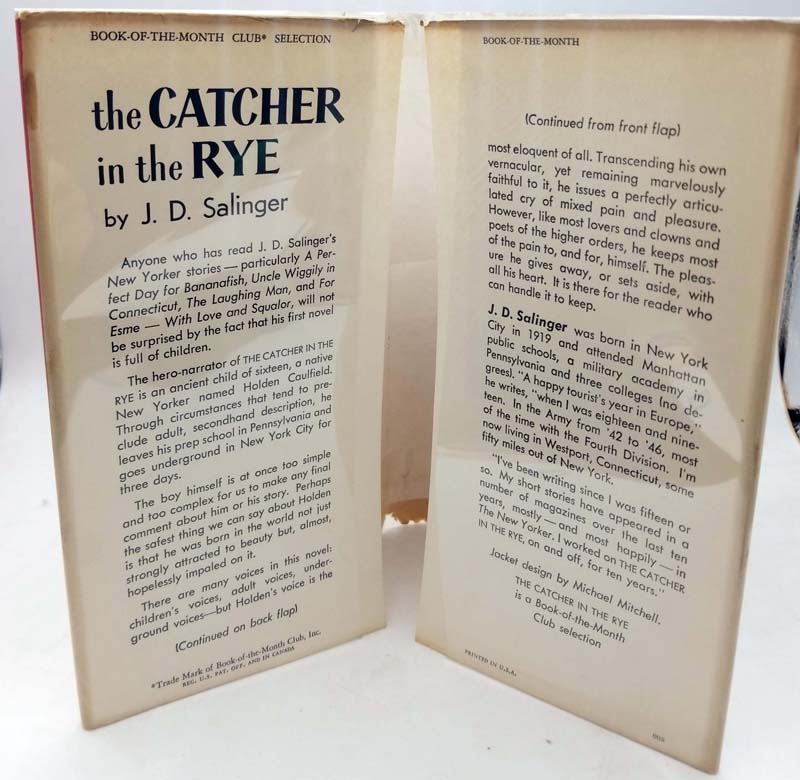 BOOK-OF-THE-MONTH CLUB* SELECTION
the CATCHER
in the RYE
by J. D. Salinger
Anyone who has read J. D. Salinger's
New Yorker stories — particularly A Per-
fect Day for Bananafish, Uncle Wiggily in
Connecticut, The Laughing Man, and For
Esme — With Love and Squalor, will not
be surprised by the fact that his first novel
is full of children.
The hero-narrator of THE CATCHER IN THE
RYE is an ancient child of sixteen, a native
New Yorker named Holden Caulfield.
Through circumstances that tend to pre-
clude adult, secondhand description, he
leaves his prep school in Pennsylvania and
goes underground in New York City for
three days.
The boy himself is at once too simple
and too complex for us to make any final
comment about him or his story. Perhaps
the safest thing we can say about Holden
is that he was born in the world not just
strongly attracted to beauty but, almost,
hopelessly impaled on it.
There are many voices in this novel:
children's voices, adult voices, under-
ground voices—but Holden's voice is the
(Continued on back flap)
*Trade Mark of Book-of-the-Month Club, Inc.
REG. U.S. PAT. OFF. AND IN CANADA
BOOK-OF-THE-MONTH
(Continued from front flap)
most eloquent of all. Transcending his own
vernacular, yet remaining marvelously
faithful to it, he issues a perfectly articu-
lated cry of mixed pain and pleasure.
However, like most lovers and clowns and
poets of the higher orders, he keeps most
of the pain to, and for, himself. The pleas-
ure he gives away, or sets aside, with
all his heart. It is there for the reader who
can handle it to keep.
J. D. Salinger was born in New York
City in 1919 and attended Manhattan
public schools, a military academy in
Pennsylvania and three colleges (no de-
grees). "A happy tourist's year in Europe,"
he writes, "when I was eighteen and nine-
teen. In the Army from '42 to '46, most
of the time with the Fourth Division. I'm
now living in Westport, Connecticut, some
fifty miles out of New York.
"I've been writing since I was fifteen or
so. My short stories have appeared in a
number of magazines over the last ten
years, mostly — and most happily — in
The New Yorker. I worked on THE CATCHER
IN THE RYE, on and off, for ten years."
Jacket design by Michael Mitchell.
THE CATCHER IN THE RYE
is a Book-of-the-Month
Club selection
PRINTED IN U.S.A.